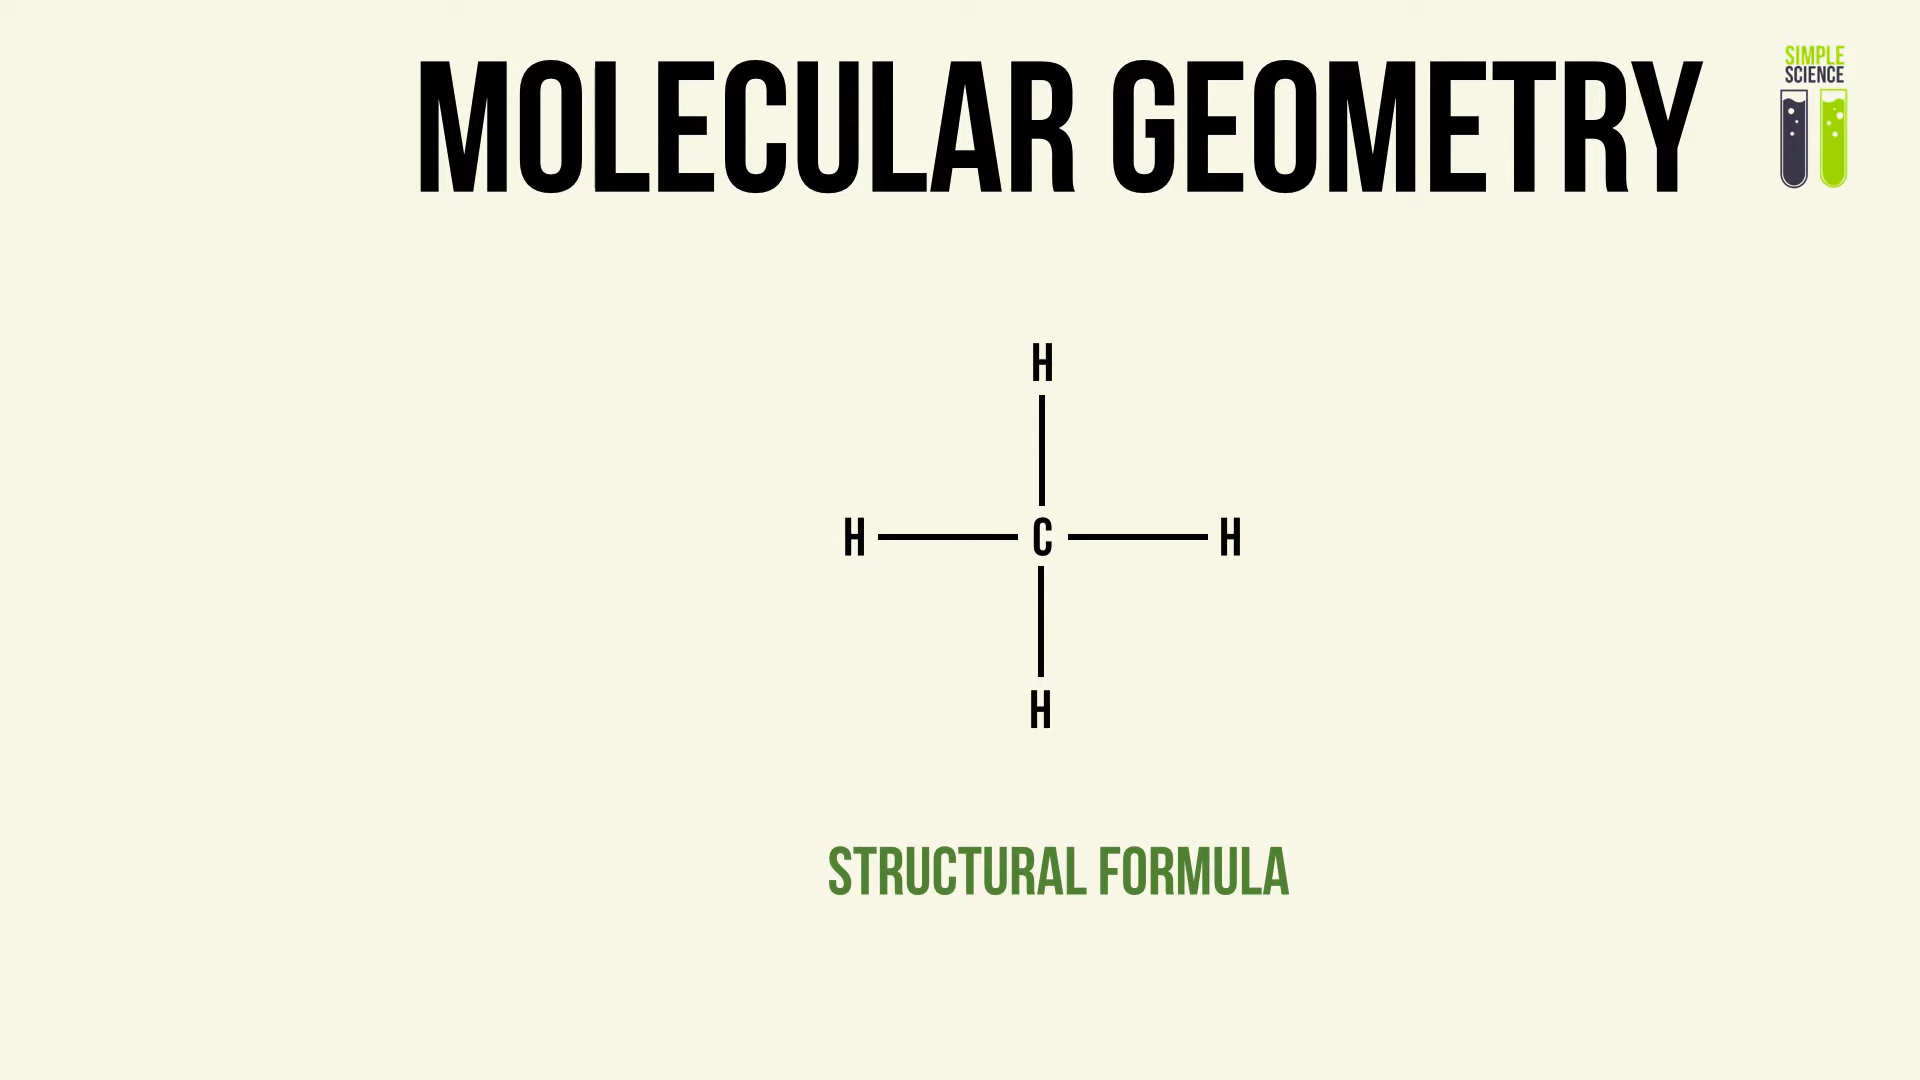 MOLECULAR GEOMETRY
SIMPLE
SCIENCE
H
H C H
H
STRUCTURAL FORMULA